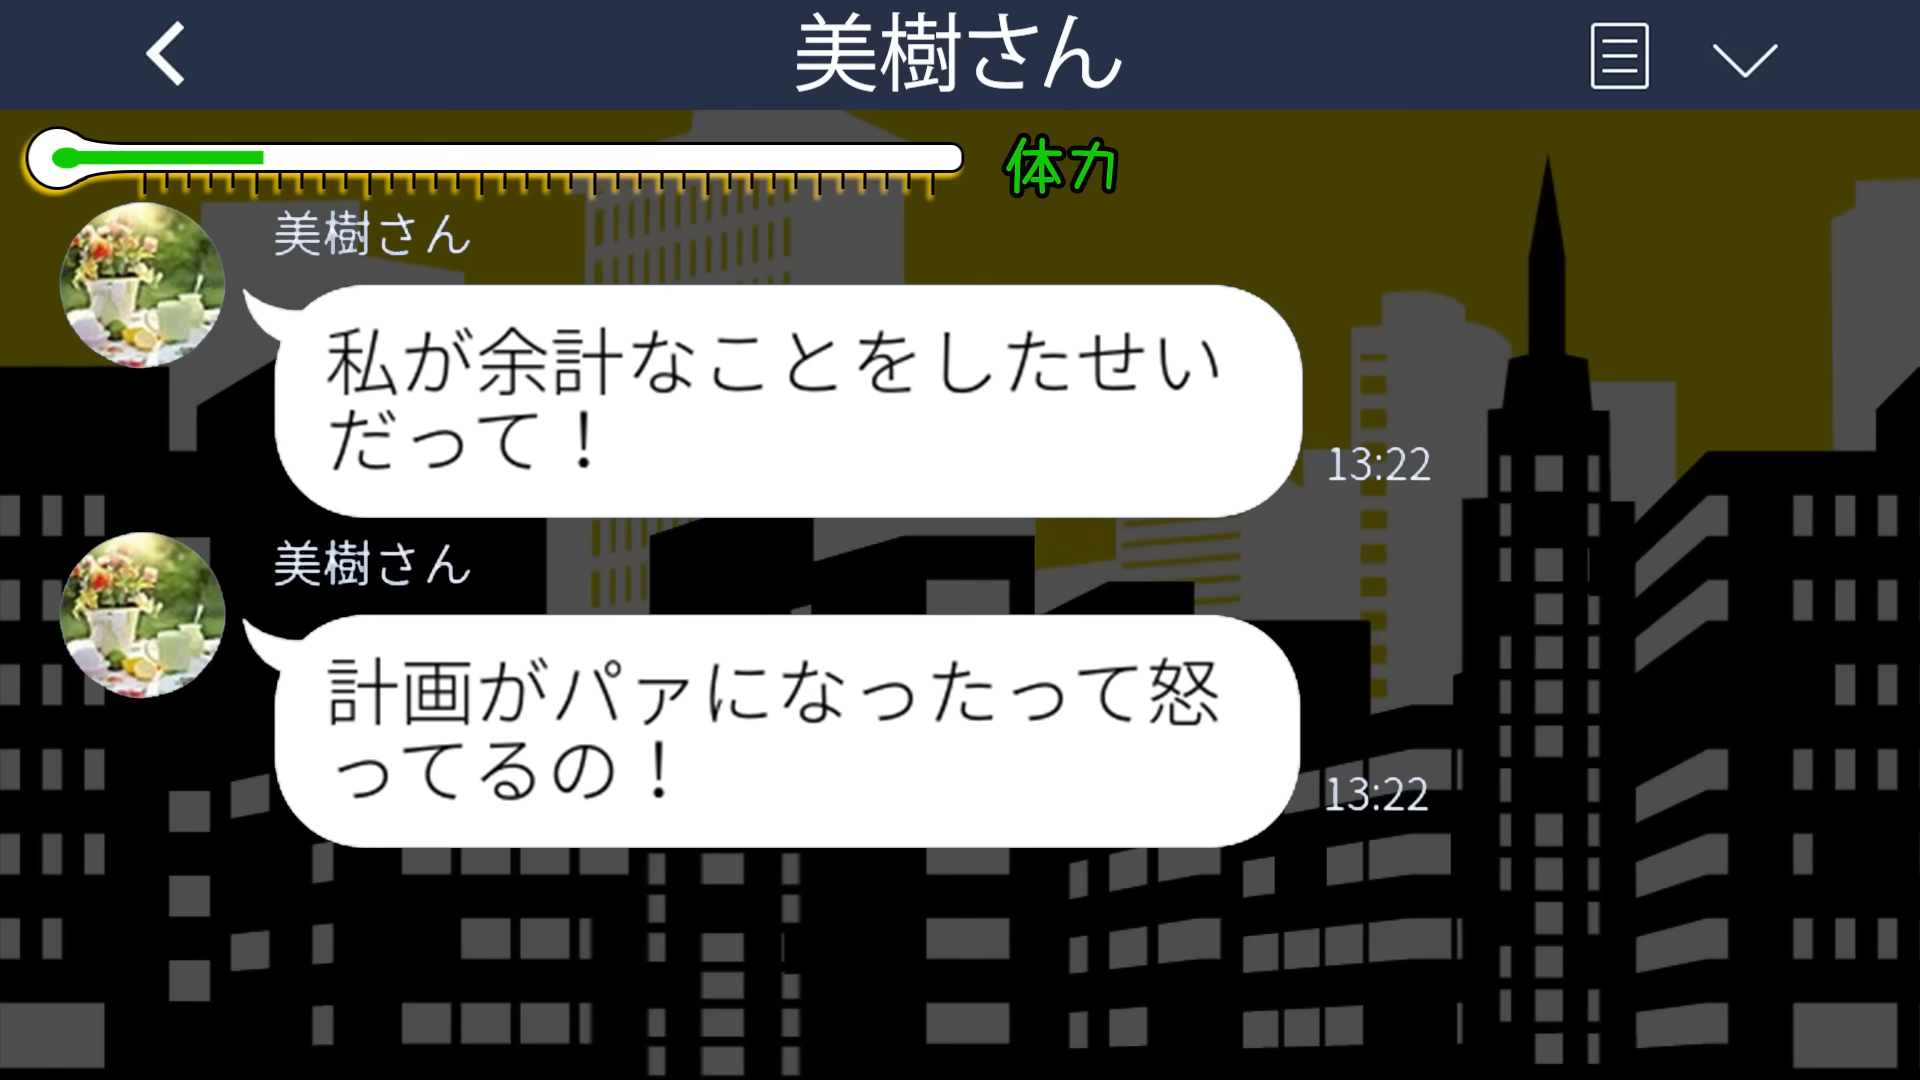 美樹さん
体力
美樹さん
私が余計なことをしたせい
だって！
13:22
美樹さん
計画がパァになったって怒
ってるの！
13:22